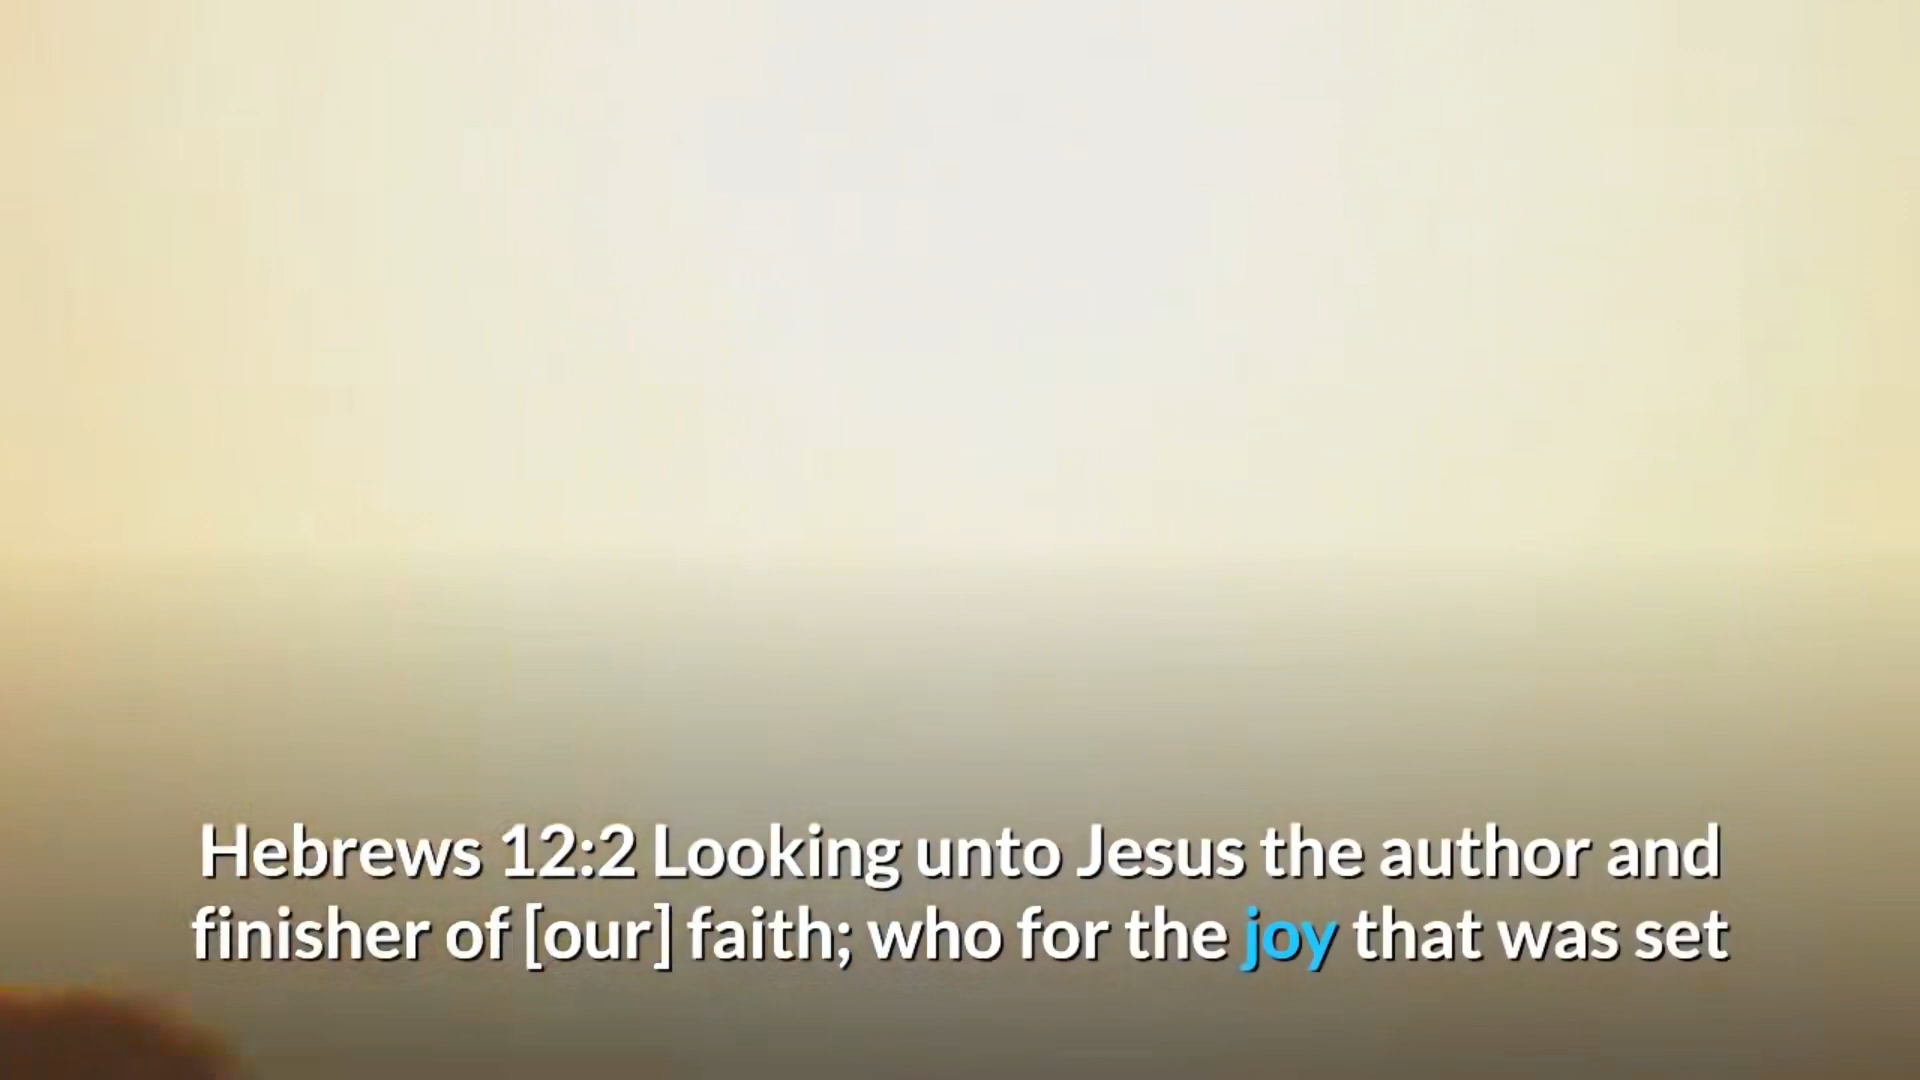 Hebrews 12:2 Looking unto Jesus the author and
finisher of [our] faith; who for the joy that was set